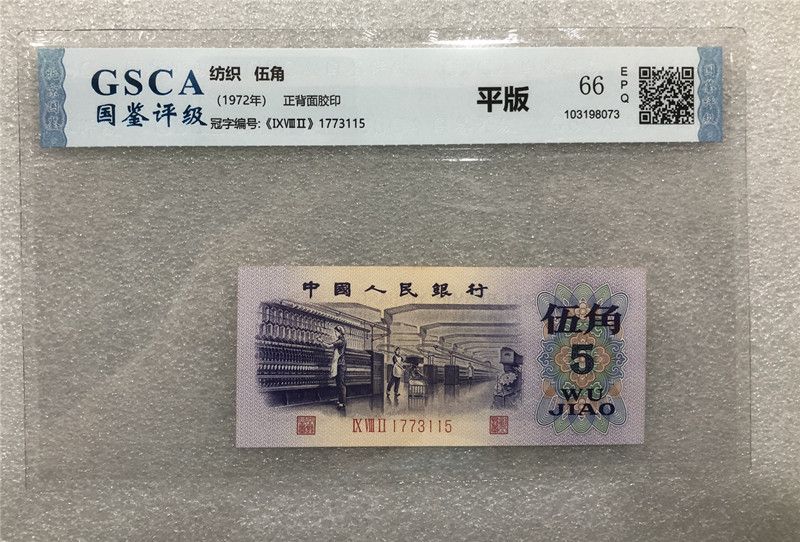 GSCA
国鉴评级
纺织 伍角
(1972年) 正背面胶印
冠字编号:《ⅨⅧⅡ》1773115
平版
66
EPQ
103198073
中國人民銀行
伍角
5
WU
JIAO
ⅨⅧⅡ 1773115